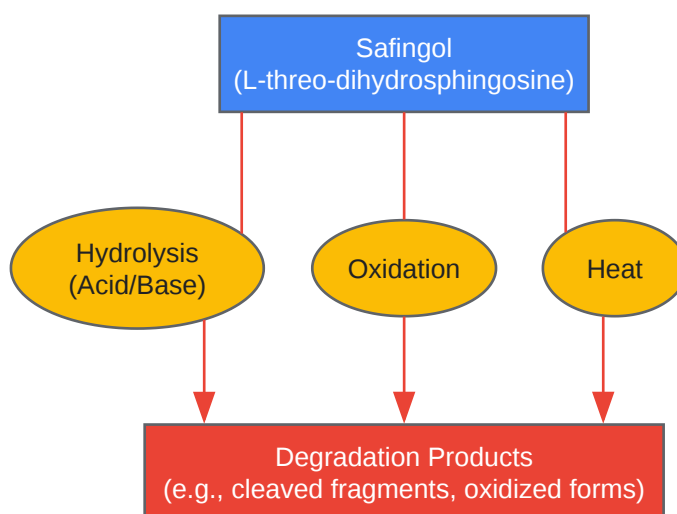 Safingol
(L-threo-dihydrosphingosine)
Hydrolysis
(Acid/Base)
Oxidation
Heat
Degradation Products
(e.g., cleaved fragments, oxidized forms)